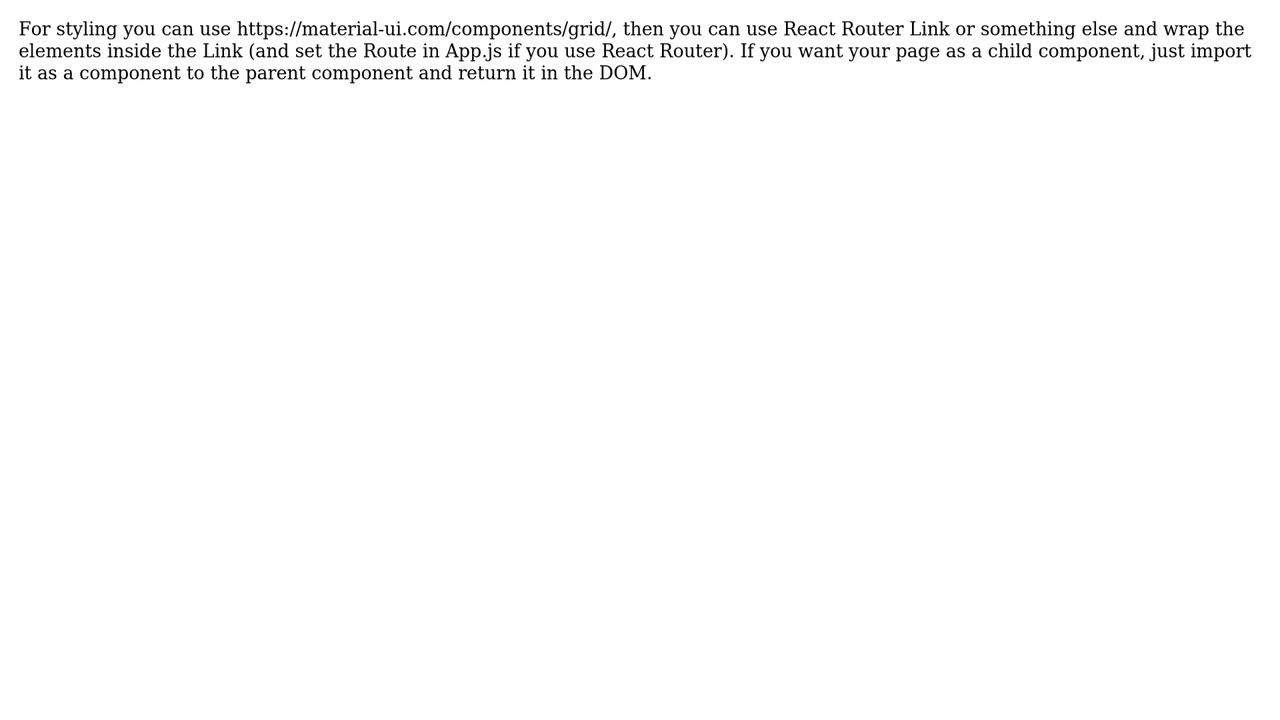 For styling you can use https://material-ui.com/components/grid/, then you can use React Router Link or something else and wrap the
elements inside the Link (and set the Route in App.js if you use React Router). If you want your page as a child component, just import
it as a component to the parent component and return it in the DOM.